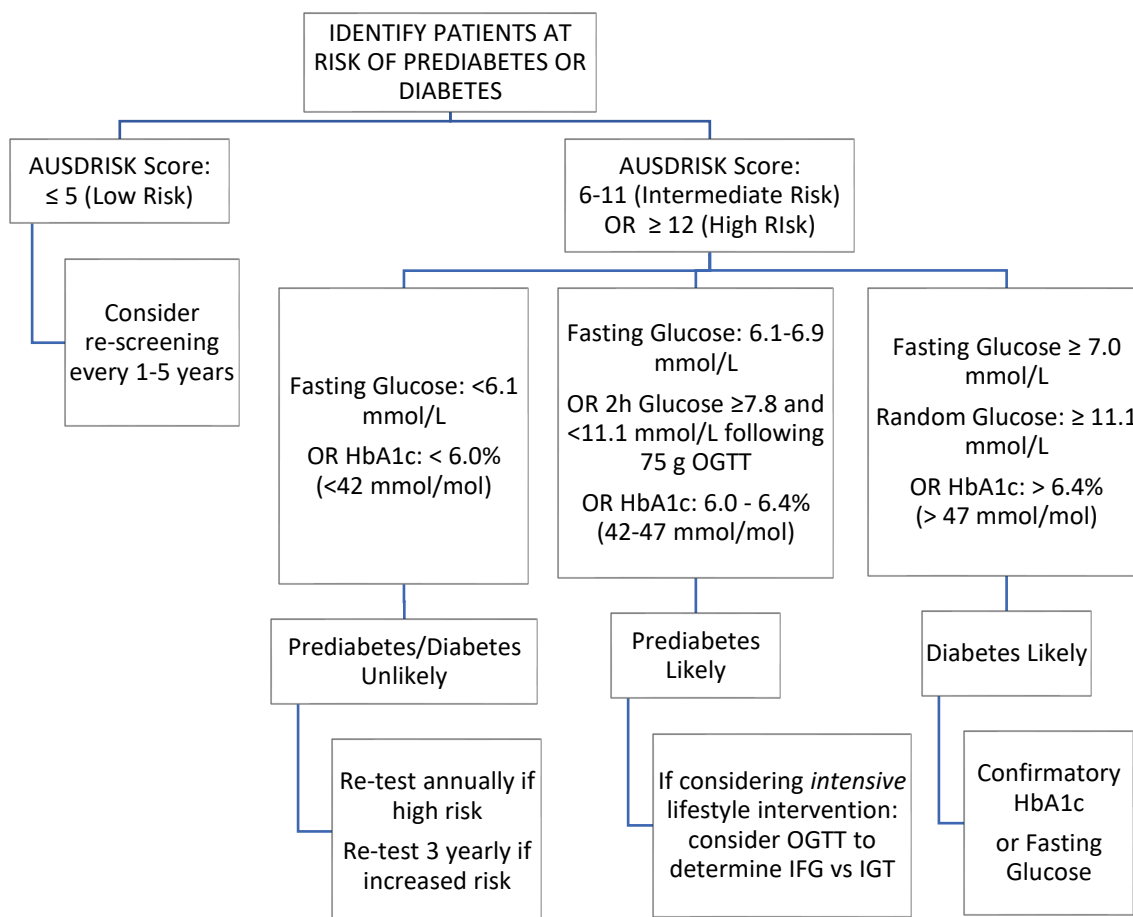 IDENTIFY PATIENTS AT
RISK OF PREDIABETES OR
DIABETES
AUSDRISK Score:
≤ 5 (Low Risk)
AUSDRISK Score:
6-11 (Intermediate Risk)
OR ≥ 12 (High RIsk)
Consider
re-screening
every 1-5 years
Fasting Glucose: <6.1
mmol/L
OR HbA1c: < 6.0%
(<42 mmol/mol)
Fasting Glucose: 6.1-6.9
mmol/L
OR 2h Glucose ≥7.8 and
<11.1 mmol/L following
75 g OGTT
OR HbA1c: 6.0 - 6.4%
(42-47 mmol/mol)
Fasting Glucose ≥ 7.0
mmol/L
Random Glucose: ≥ 11.1
mmol/L
OR HbA1c: > 6.4%
(> 47 mmol/mol)
Prediabetes/Diabetes
Unlikely
Prediabetes
Likely
Diabetes Likely
Re-test annually if
high risk
Re-test 3 yearly if
increased risk
If considering intensive
lifestyle intervention:
consider OGTT to
determine IFG vs IGT
Confirmatory
HbA1c
or Fasting
Glucose